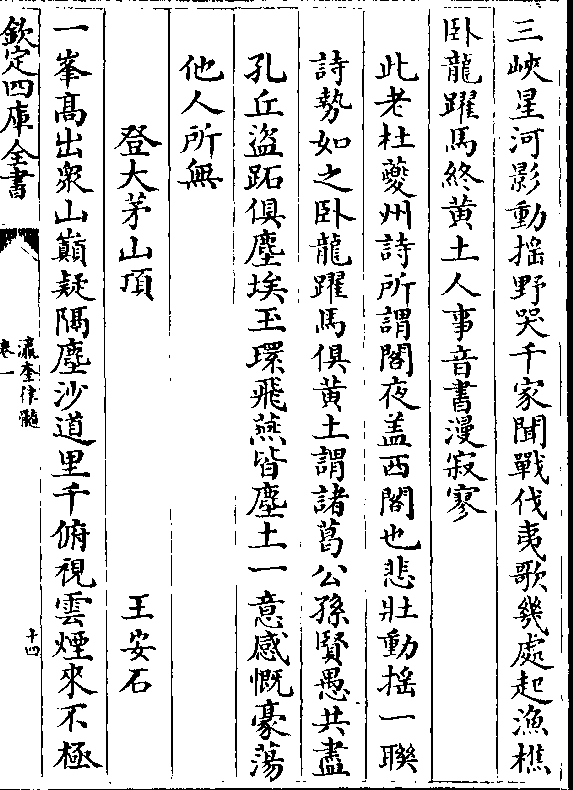 三峽星河影動揺野哭千家聞戰伐夷歌幾處起漁樵
卧龍躍馬終黄土人事音書漫寂寥
此老杜夔州詩所謂閣夜盖西閣也悲壯動揺一聯
詩勢如之卧龍躍馬俱黄土謂諸葛公孫賢愚共盡
孔丘盜跖俱塵埃玉環飛燕皆塵土一意感慨豪蕩
他人所無
登大茅山頂 王安石
一峯髙出衆山巔疑隔塵沙道里千俯視雲煙來不極
欽定四庫全書
瀛奎律髓
卷一
十四